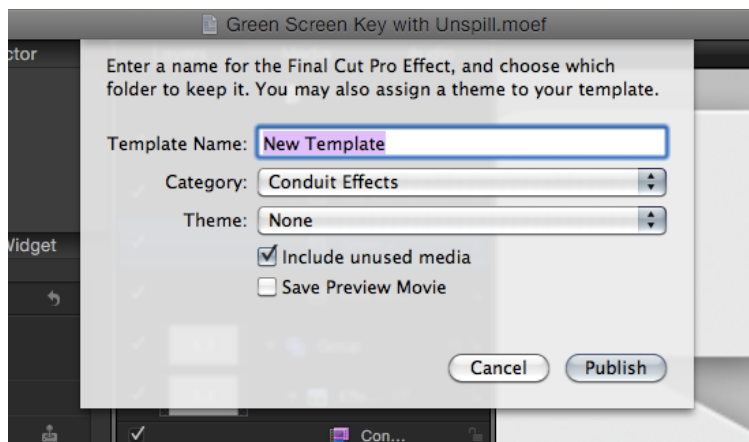 Green Screen Key with Unspill.moef
ctor
Enter a name for the Final Cut Pro Effect, and choose which
folder to keep it. You may also assign a theme to your template.
Template Name: New Template
Category: Conduit Effects
Theme: None
Widget
Include unused media
Save Preview Movie
Group
Cancel Publish
Con...